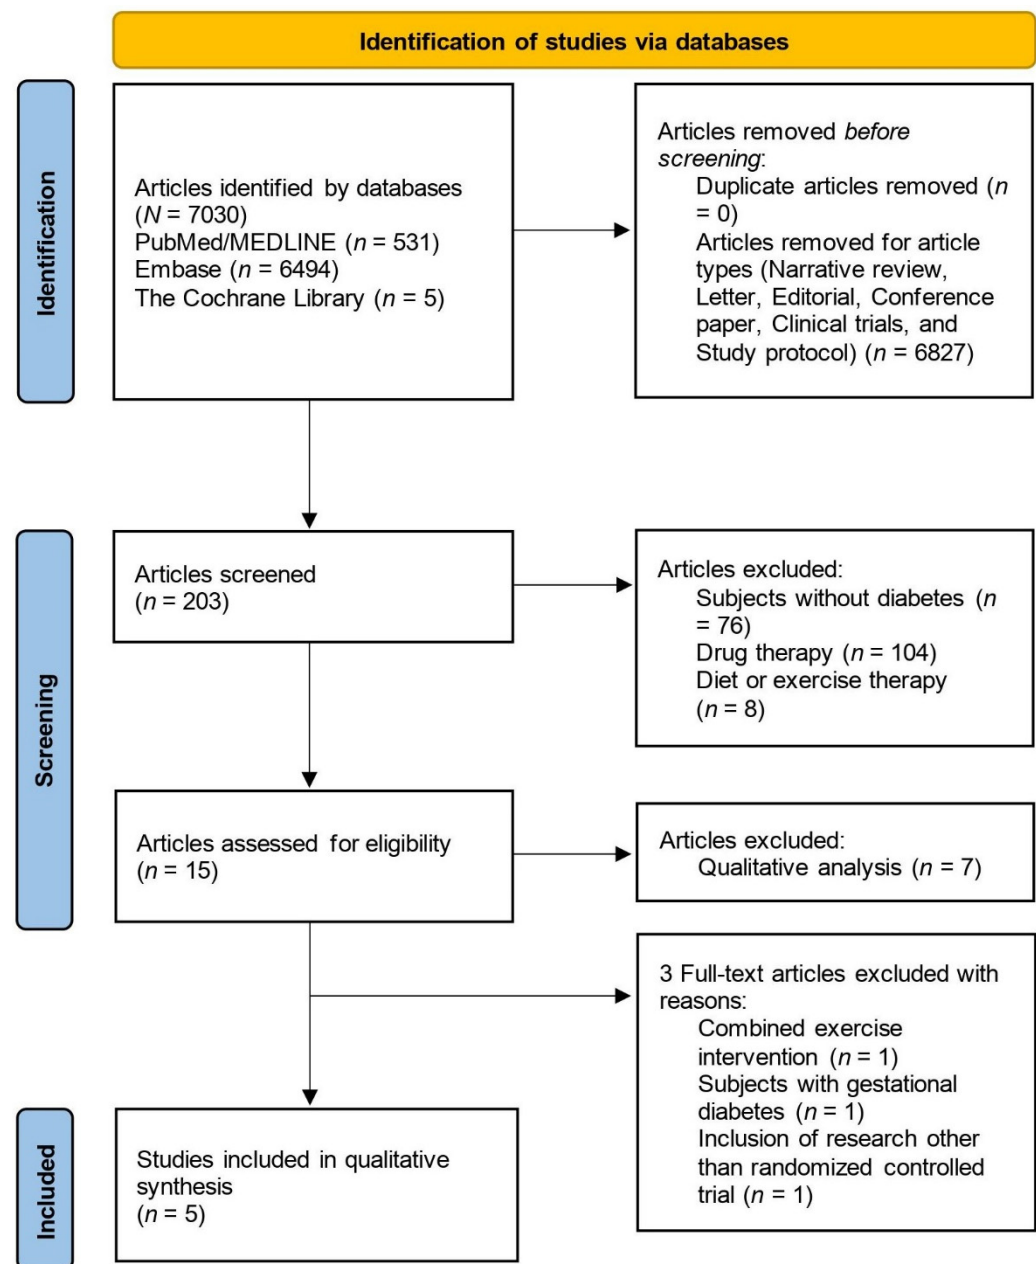 Identification of studies via databases
Identification
Articles identified by databases
(N = 7030)
PubMed/MEDLINE (n = 531)
Embase (n = 6494)
The Cochrane Library (n = 5)
Articles removed before
screening:
Duplicate articles removed (n
= 0)
Articles removed for article
types (Narrative review,
Letter, Editorial, Conference
paper, Clinical trials, and
Study protocol) (n = 6827)
Screening
Articles screened
(n = 203)
Articles excluded:
Subjects without diabetes (n
= 76)
Drug therapy (n = 104)
Diet or exercise therapy
(n = 8)
Articles assessed for eligibility
(n = 15)
Articles excluded:
Qualitative analysis (n = 7)
3 Full-text articles excluded with
reasons:
Combined exercise
intervention (n = 1)
Subjects with gestational
diabetes (n = 1)
Inclusion of research other
than randomized controlled
trial (n = 1)
Included
Studies included in qualitative
synthesis
(n = 5)